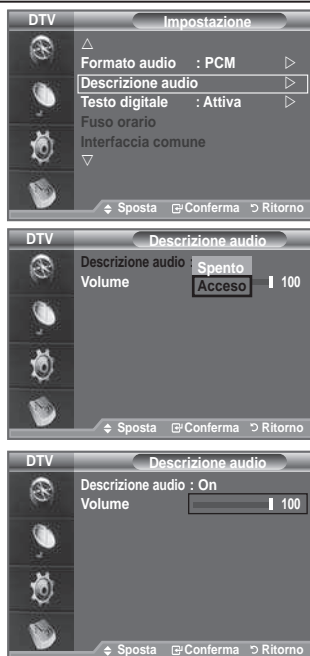 DTV Impostazione
△
Formato audio : PCM ▷
Descrizione audio ▷
Testo digitale : Attiva ▷
Fuso orario
Interfaccia comune
▽
Sposta Conferma Ritorno
DTV Descrizione audio
Descrizione audio : Spento
Volume Acceso 100
Sposta Conferma Ritorno
DTV Descrizione audio
Descrizione audio : On
Volume 100
Sposta Conferma Ritorno